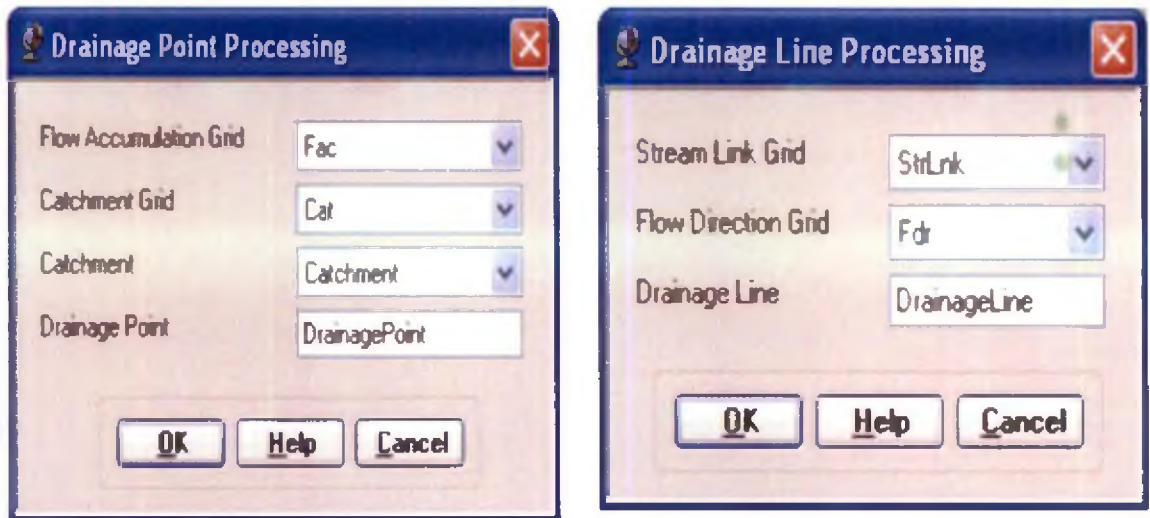 Drainage Point Processing
Flow Accumulation Grid
Fac
Catchment Grid
Cat
Catchment
Catchment
Drainage Point
DrainagePoint
OK
Help
Cancel
Drainage Line Processing
Stream Link Grid
StrLnk
Flow Direction Grid
Fdr
Drainage Line
DrainageLine
OK
Help
Cancel